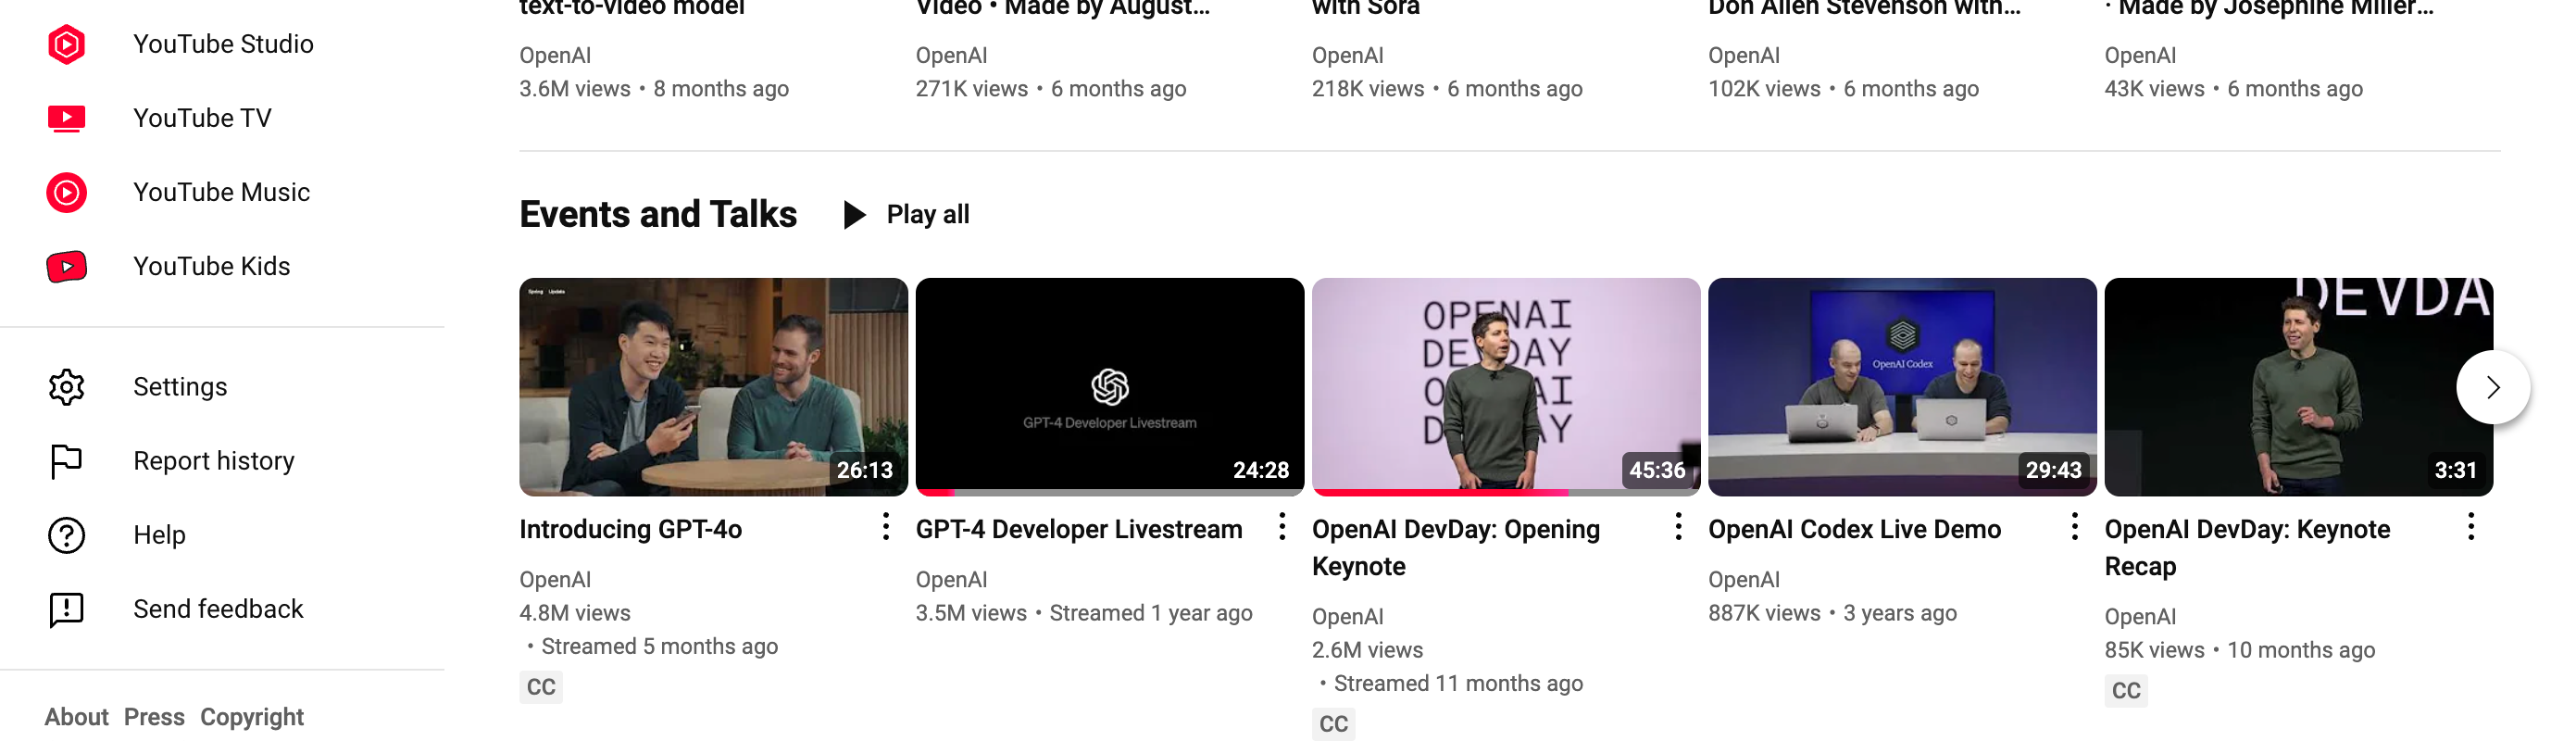 YouTube Studio
YouTube TV
YouTube Music
YouTube Kids
Settings
Report history
Help
Send feedback
About Press Copyright
text-to-video model
OpenAI
3.6M views • 8 months ago
Video • Made by August...
OpenAI
271K views • 6 months ago
with Sora
OpenAI
218K views • 6 months ago
Don Allen Stevenson with...
OpenAI
102K views • 6 months ago
· Made by Josephine Miller...
OpenAI
43K views • 6 months ago
Events and Talks
Play all
Spring Update
26:13
Introducing GPT-4o
OpenAI
4.8M views
• Streamed 5 months ago
CC
GPT-4 Developer Livestream
24:28
GPT-4 Developer Livestream
OpenAI
3.5M views • Streamed 1 year ago
OPENAI
DEVDAY
O AI
D AY
45:36
OpenAI DevDay: Opening
Keynote
OpenAI
2.6M views
• Streamed 11 months ago
CC
OpenAI Codex
29:43
OpenAI Codex Live Demo
OpenAI
887K views • 3 years ago
DEVDA
3:31
OpenAI DevDay: Keynote
Recap
OpenAI
85K views • 10 months ago
CC